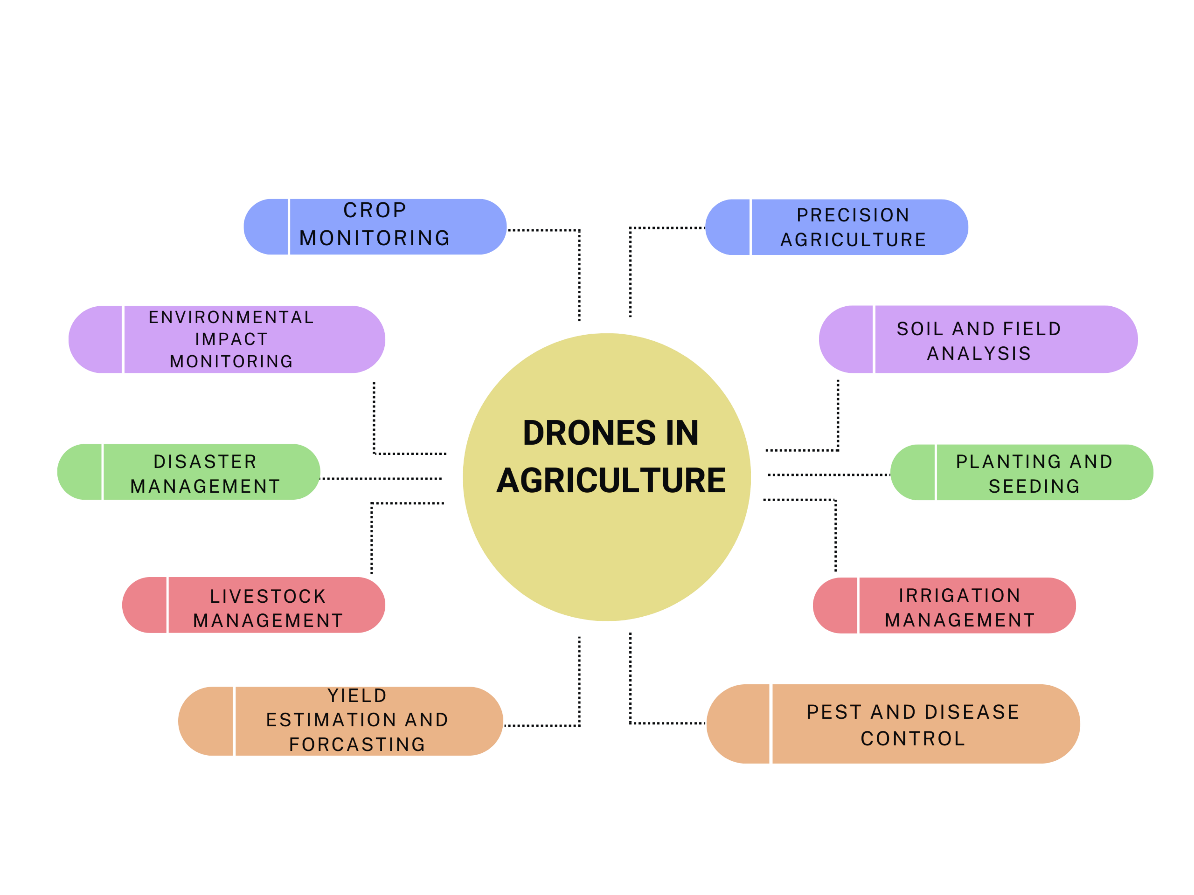 CROP
MONITORING
PRECISION
AGRICULTURE
ENVIRONMENTAL
IMPACT
MONITORING
SOIL AND FIELD
ANALYSIS
DRONES IN
AGRICULTURE
DISASTER
MANAGEMENT
PLANTING AND
SEEDING
LIVESTOCK
MANAGEMENT
IRRIGATION
MANAGEMENT
YIELD
ESTIMATION AND
FORCASTING
PEST AND DISEASE
CONTROL